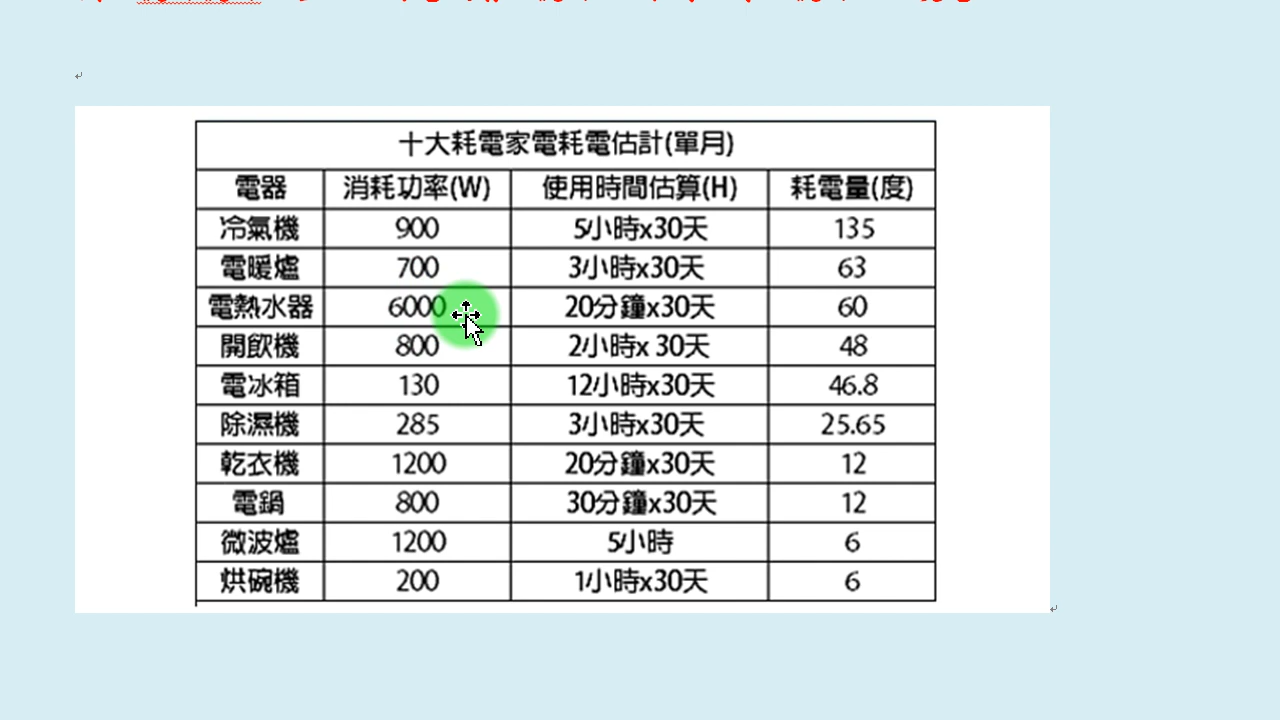 十大耗電家電耗電估計(單月)
電器 消耗功率(W) 使用時間估算(H) 耗電量(度)
冷氣機 900 5小時x30天 135
電暖爐 700 3小時x30天 63
電熱水器 6000 20分鐘x30天 60
開飲機 800 2小時x 30天 48
電冰箱 130 12小時x30天 46.8
除濕機 285 3小時x30天 25.65
乾衣機 1200 20分鐘x30天 12
電鍋 800 30分鐘x30天 12
微波爐 1200 5小時 6
烘碗機 200 1小時x30天 6